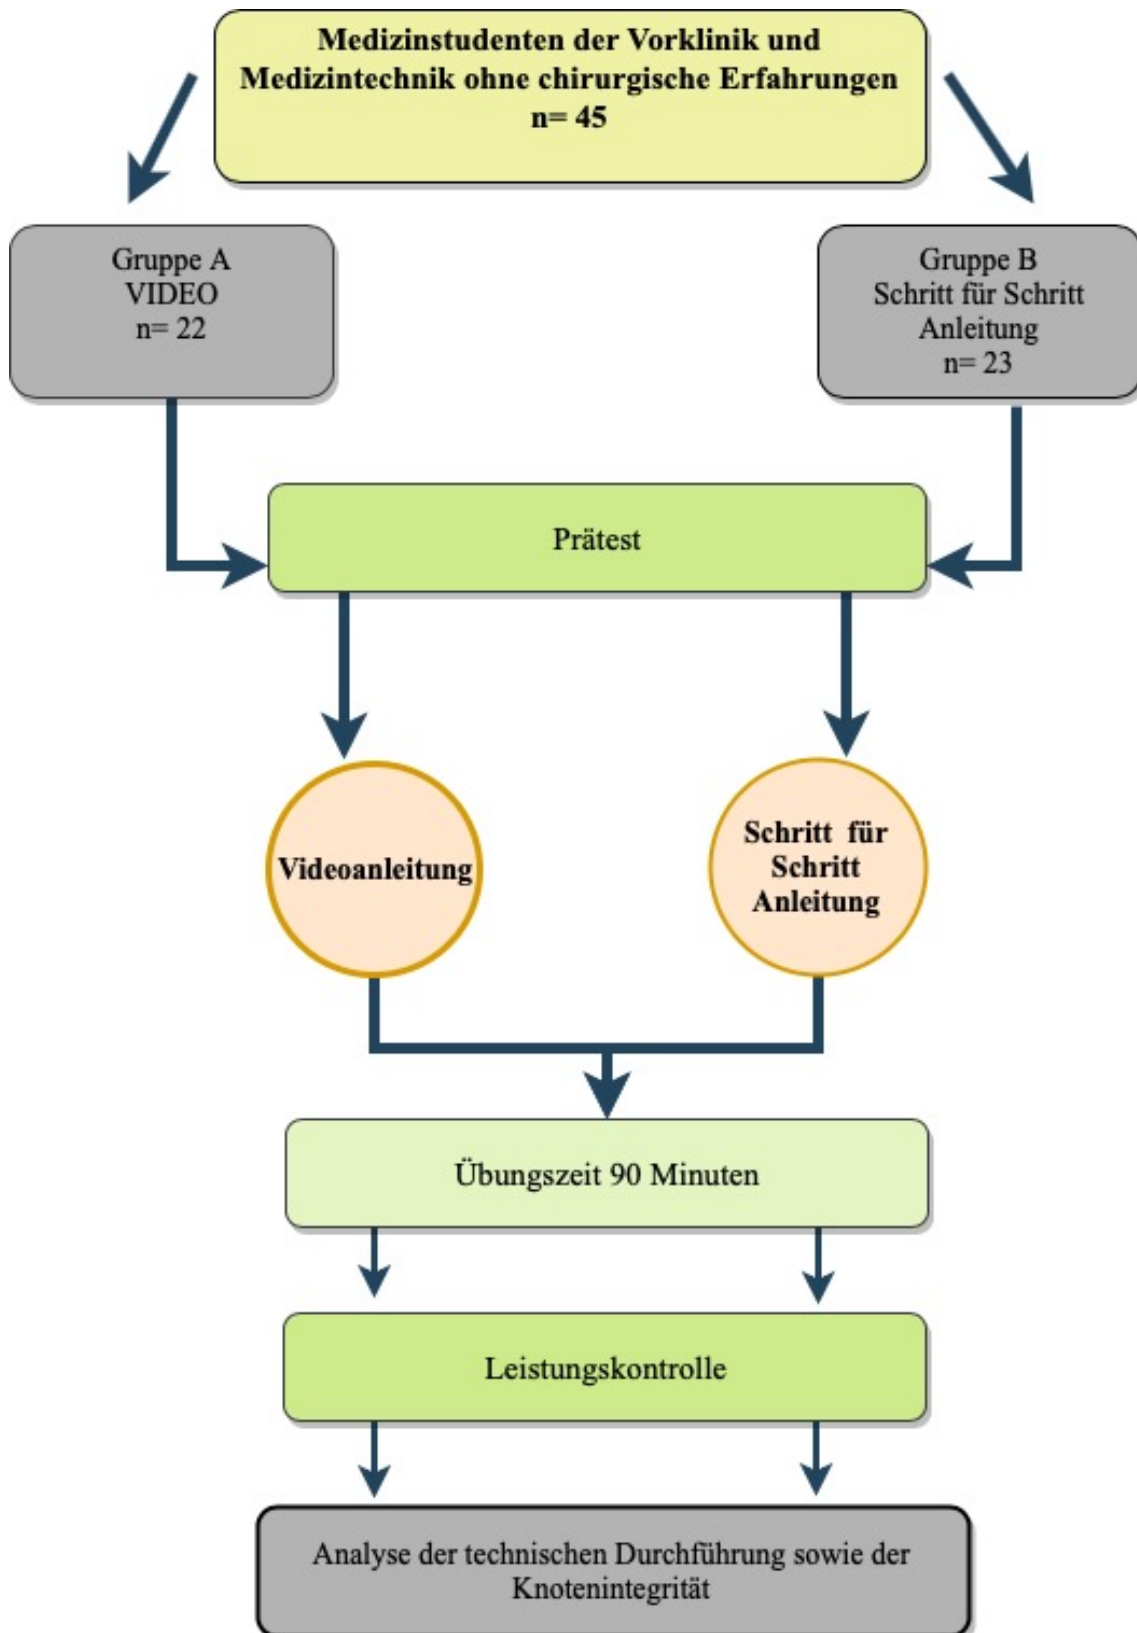 Medizinstudenten der Vorklinik und
Medizintechnik ohne chirurgische Erfahrungen
n= 45
Gruppe A
VIDEO
n= 22
Gruppe B
Schritt für Schritt
Anleitung
n= 23
Prätest
Videoanleitung
Schritt für
Schritt
Anleitung
Übungszeit 90 Minuten
Leistungskontrolle
Analyse der technischen Durchführung sowie der
Knotenintegrität